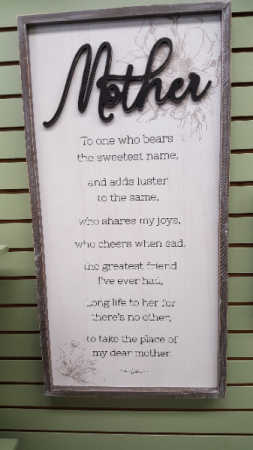 Mother
To one who bears
the sweetest name,
and adds luster
to the same,
who shares my joys,
who cheers when sad,
the greatest friend
I've ever had,
Long life to her for
there's no other,
to take the place of
my dear mother.